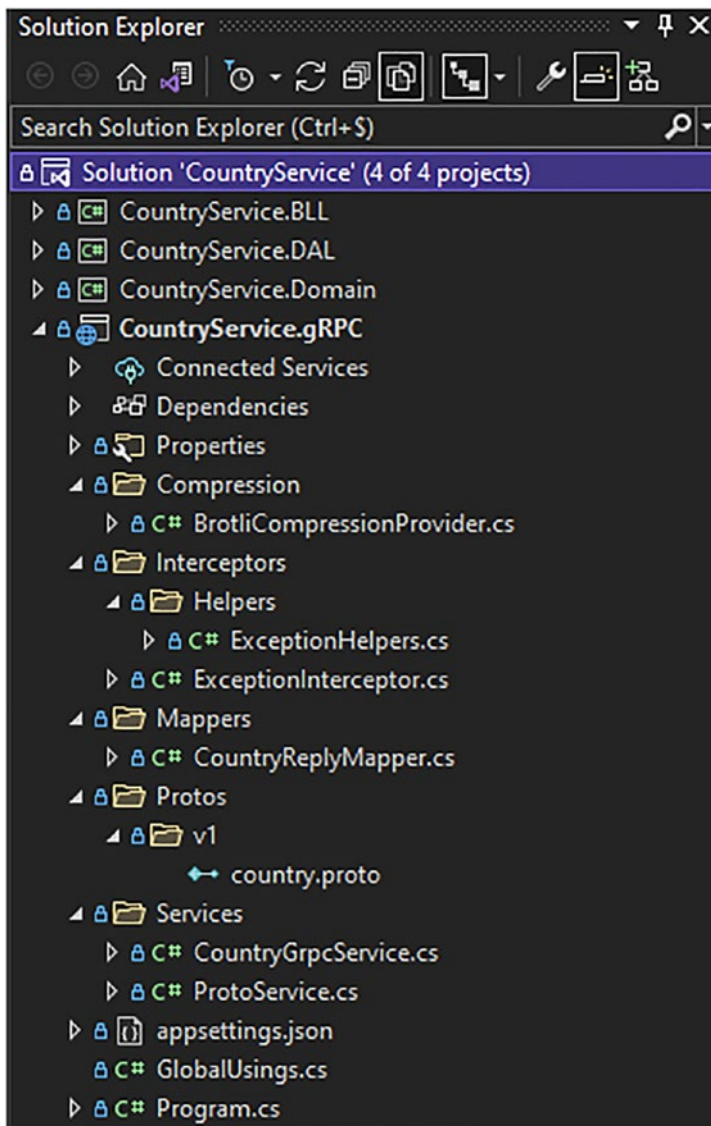 Solution Explorer
Search Solution Explorer (Ctrl+$)
Solution 'CountryService' (4 of 4 projects)
C# CountryService.BLL
C# CountryService.DAL
C# CountryService.Domain
CountryService.gRPC
Connected Services
Dependencies
Properties
Compression
C# BrotliCompressionProvider.cs
Interceptors
Helpers
C# ExceptionHelpers.cs
C# ExceptionInterceptor.cs
Mappers
C# CountryReplyMapper.cs
Protos
v1
country.proto
Services
C# CountryGrpcService.cs
C# ProtoService.cs
appsettings.json
C# GlobalUsings.cs
C# Program.cs